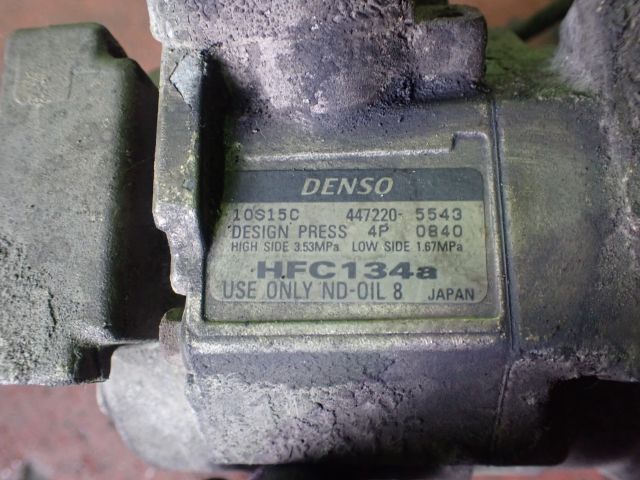 DENSO
10S15C 447220- 5543
DESIGN PRESS 4P 0840
HIGH SIDE 3.53MPa LOW SIDE 1.67MPa
HFC134a
USE ONLY ND-OIL 8 JAPAN